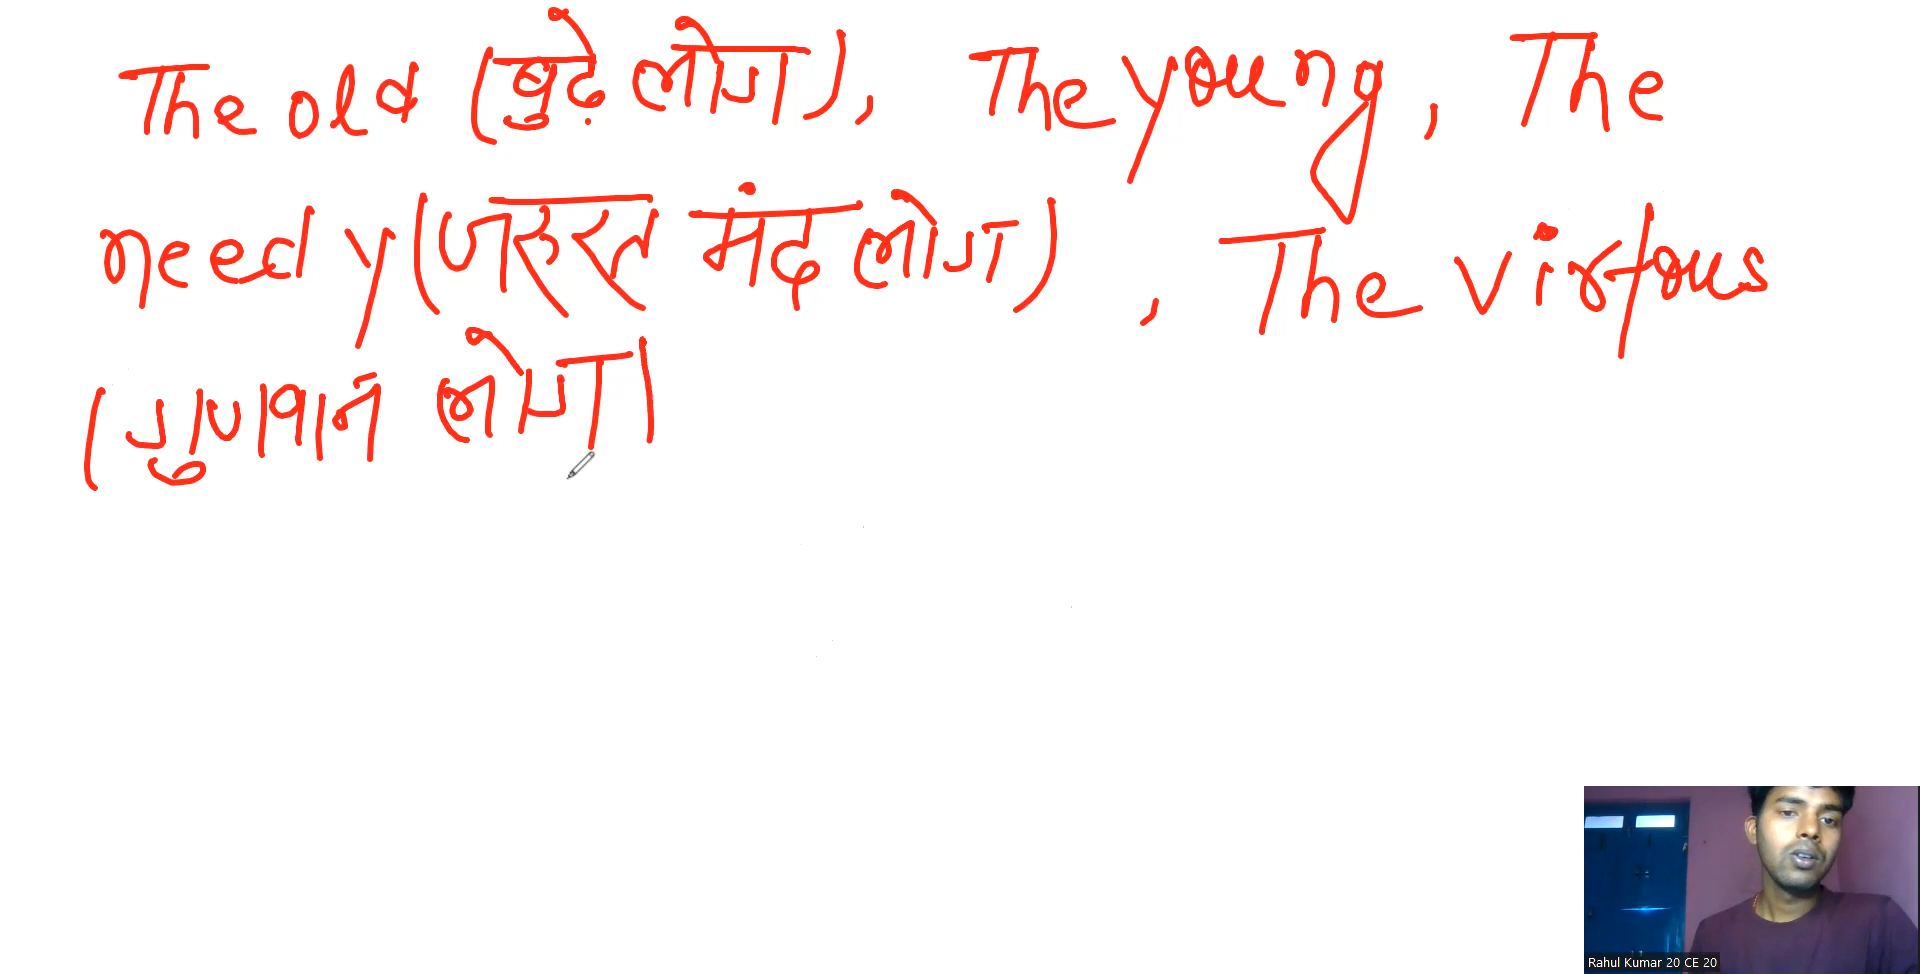 The old (बुढ़े लोग), The young, The
needy (जरुरत मंद लोग), The virtous
(गुणवान लोग)
Rahul Kumar 20 CE 20